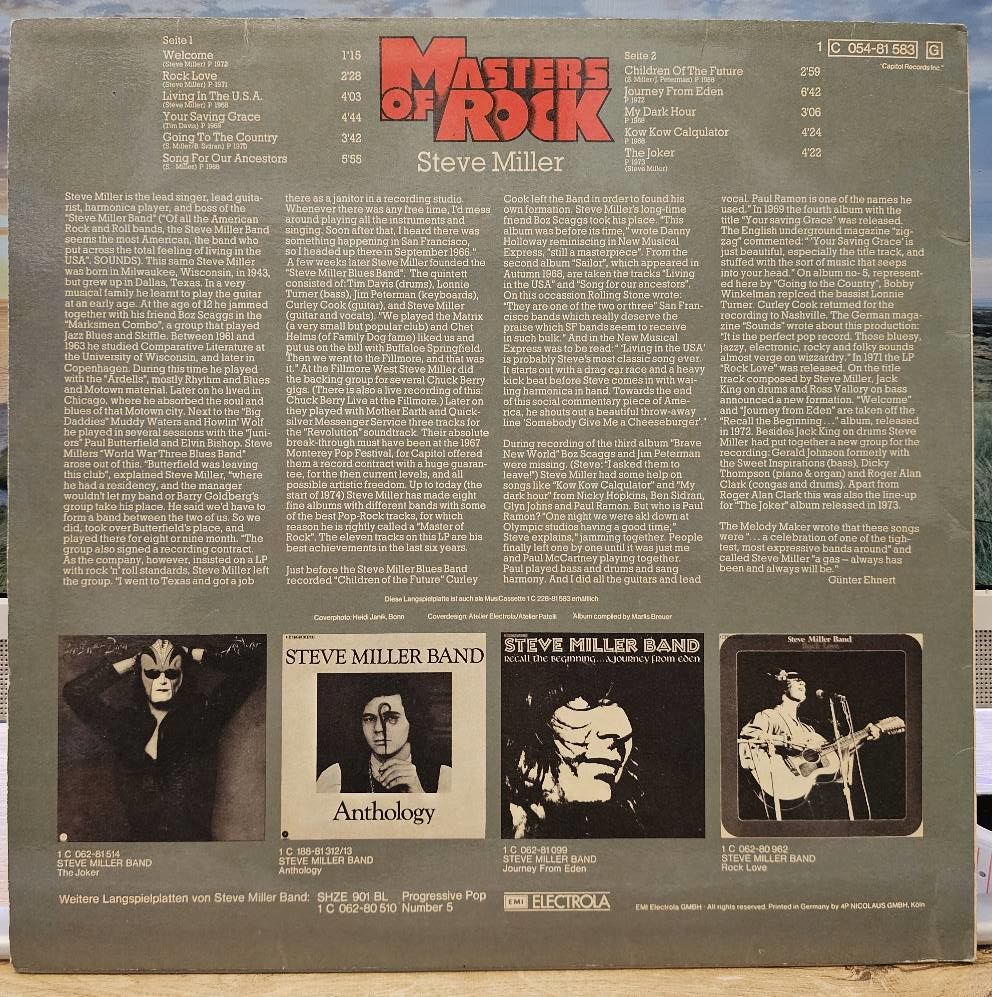 Seite 1
Welcome 1'15
(Steve Miller) P 1972
Rock Love 2'28
(Steve Miller) P 1971
Living In The U.S.A. 4'03
(Steve Miller) P 1968
Your Saving Grace 4'44
(Tim Davis) P 1969
Going To The Country 3'42
(S. Miller/B. Sidran) P 1970
Song For Our Ancestors 5'55
(S. Miller) P 1968
MASTERS
OF ROCK
Steve Miller
Seite 2
Children Of The Future 2'59
(S. Miller/J. Peterman) P 1968
Journey From Eden 6'42
P 1972
My Dark Hour 3'06
P 1968
Kow Kow Calqulator 4'24
P 1968
The Joker 4'22
P 1973
(Steve Miller)
1 C 054-81 583 G
"Capitol Records Inc."
Steve Miller is the lead singer, lead guita-
rist, harmonica player, and boss of the
"Steve Miller Band" ("Of all the American
Rock and Roll bands, the Steve Miller Band
seems the most American, the band who
put across the total feeling of living in the
USA", SOUNDS). This same Steve Miller
was born in Milwaukee, Wisconsin, in 1943,
but grew up in Dallas, Texas. In a very
musical family he learnt to play the guitar
at an early age. At the age of 12 he jammed
together with his friend Boz Scaggs in the
"Marksmen Combo", a group that played
Jazz Blues and Skiffle. Between 1961 and
1963 he studied Comparative Literature at
the University of Wisconsin, and later in
Copenhagen. During this time he played
with the "Ardells", mostly Rhythm and Blues
and Motown material. Later on he lived in
Chicago, where he absorbed the soul and
blues of that Motown city. Next to the "Big
Daddies" Muddy Waters and Howlin' Wolf
he played in several sessions with the "Juni-
ors" Paul Butterfield and Elvn Bishop. Steve
Millers "World War Three Blues Band"
arose out of this. "Butterfield was leaving
this club", explained Steve Miller, "where
he had a residency, and the manager
wouldn't let my band or Barry Goldberg's
group take his place. He said we'd have to
form a band between the two of us. So we
did, took over Butterfield's place, and
played there for eight or nine month. "The
group also signed a recording contract.
As the company, however, insisted on a LP
with rock 'n' roll standards, Steve Miller left
the group. "I went to Texas and got a job
there as a janitor in a recording studio.
Whenever there was any free time, I'd mess
around playing all the instruments and
singing. Soon after that, I heard there was
something happening in San Francisco,
so I headed up there in September 1966."
A few weeks later Steve Miller founded the
"Steve Miller Blues Band". The quintett
consisted of: Tim Davis (drums), Lonnie
Turner (bass), Jim Peterman (keyboards),
Curley Cook (guitar), and Steve Miller
(guitar and vocals). "We played the Matrix
(a very small but popular club) and Chet
Helms (of Family Dog fame) liked us and
put us on the bill with Buffaloe Springfield.
Then we went to the Fillmore, and that was
it." At the Fillmore West Steve Miller did
the backing group for several Chuck Berry
gigs. (There is also a live recording of this:
Chuck Berry Live at the Fillmore.) Later on
they played with Mother Earth and Quick-
silver Messenger Service three tracks for
the "Revolution" soundtrack. Their absolute
break-through must have been at the 1967
Monterey Pop Festival, for Capitol offered
them a record contract with a huge guaran-
tee, for the then current levels, and all
possible artistic freedom. Up to today (the
start of 1974) Steve Miller has made eight
fine albums with different bands with some
of the best Pop-Rock tracks, for which
reason he is rightly called a "Master of
Rock". The eleven tracks on this LP are his
best achievements in the last six years.
Just before the Steve Miller Blues Band
recorded "Children of the Future" Curley
Cook left the Band in order to found his
own formation. Steve Miller's long-time
friend Boz Scaggs took his place. "This
album was before its time," wrote Danny
Holloway reminiscing in New Musical
Express, "still a masterpiece". From the
second album "Sailor", which appeared in
Autumn 1968, are taken the tracks "Living
in the USA" and "Song for our ancestors".
On this occasion Rolling Stone wrote:
"They are one of the two or three" San Fran-
cisco bands which really deserve the
praise which SF bands seem to receive
in such bulk." And in the New Musical
Express was to be read: "'Living in the USA'
is probably Steve's most classic song ever.
It starts out with a drag car race and a heavy
kick beat before Steve comes in with wai-
ling harmonica in hand. Towards the end
of this social commentary piece of Ame-
rica, he shouts out a beautiful throw-away
line 'Somebody Give Me a Cheeseburger'."
During recording of the third album "Brave
New World" Boz Scaggs and Jim Peterman
were missing. (Steve: "I asked them to
leave!") Steve Miller had some help on
songs like "Kow Kow Calqulator" and "My
dark hour" from Nicky Hopkins, Ben Sidran,
Glyn Johns and Paul Ramon. But who is Paul
Ramon? "One night we were all down at
Olympic studios having a good time,"
Steve explains," jamming together. People
finally left one by one until it was just me
and Paul McCartney playing together.
Paul played bass and drums and sang
harmony. And I did all the guitars and lead
vocal. Paul Ramon is one of the names he
used." In 1969 the fourth album with the
title "Your saving Grace" was released.
The English underground magazine "zig-
zag" commented: "'Your Saving Grace' is
just beautiful, especially the title track, and
stuffed with the sort of music that seeps
into your head." On album no- 5, represent-
ed here by "Going to the Country", Bobby
Winkelman replced the bassist Lonnie
Turner. Curley Cook returned for the
recording to Nashville. The German maga-
zine "Sounds" wrote about this production:
"It is the perfect pop record. Those bluesy,
jazzy, electronic, rocky and folky sounds
almost verge on wizzardry." In 1971 the LP
"Rock Love" was released. On the title
track composed by Steve Miller, Jack
King on drums and Ross Vallory on bass
announced a new formation. "Welcome"
and "Journey from Eden" are taken off the
"Recall the Beginning ..." album, released
in 1972. Besides Jack King on drums Steve
Miller had put together a new group for the
recording: Gerald Johnson formerly with
the Sweet Inspirations (bass), Dicky
Thompson (piano & organ) and Roger Alan
Clark (congas and drums). Apart from
Roger Alan Clark this was also the line-up
for "The Joker" album released in 1973.
The Melody Maker wrote that these songs
were "... a celebration of one of the tigh-
test, most expressive bands around" and
called Steve Miller "a gas – always has
been and always will be."
Günter Ehnert
Diese Langspielplatte ist auch als MusiCassette 1 C 228-81 583 erhältlich
Coverphoto: Heidi Janik, Bonn Coverdesign: Atelier Electrola/Atelier Patelli Album compiled by Marlis Breuer
STEVE MILLER BAND
Anthology
STEVE MILLER BAND
RECALL THE BEGINNING...A JOURNEY FROM EDEN
Steve Miller Band
Rock Love
1 C 062-81 514
STEVE MILLER BAND
The Joker
1 C 188-81 312/13
STEVE MILLER BAND
Anthology
1 C 062-81 099
STEVE MILLER BAND
Journey From Eden
1 C 062-80 962
STEVE MILLER BAND
Rock Love
Weitere Langspielplatten von Steve Miller Band: SHZE 901 BL Progressive Pop
1 C 062-80 510 Number 5
EMI ELECTROLA
EMI Electrola GMBH · All rights reserved. Printed in Germany by 4P NICOLAUS GMBH, Köln